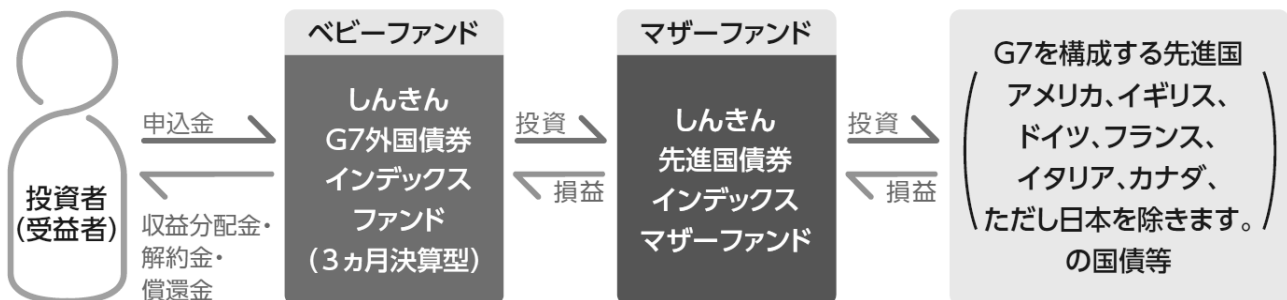 投資者
(受益者)
申込金
収益分配金・
解約金・
償還金
ベビーファンド
しんきん
G7外国債券
インデックス
ファンド
(3ヵ月決算型)
投資
損益
マザーファンド
しんきん
先進国債券
インデックス
マザーファンド
投資
損益
G7を構成する先進国
アメリカ、イギリス、
ドイツ、フランス、
イタリア、カナダ、
ただし日本を除きます。
の国債等